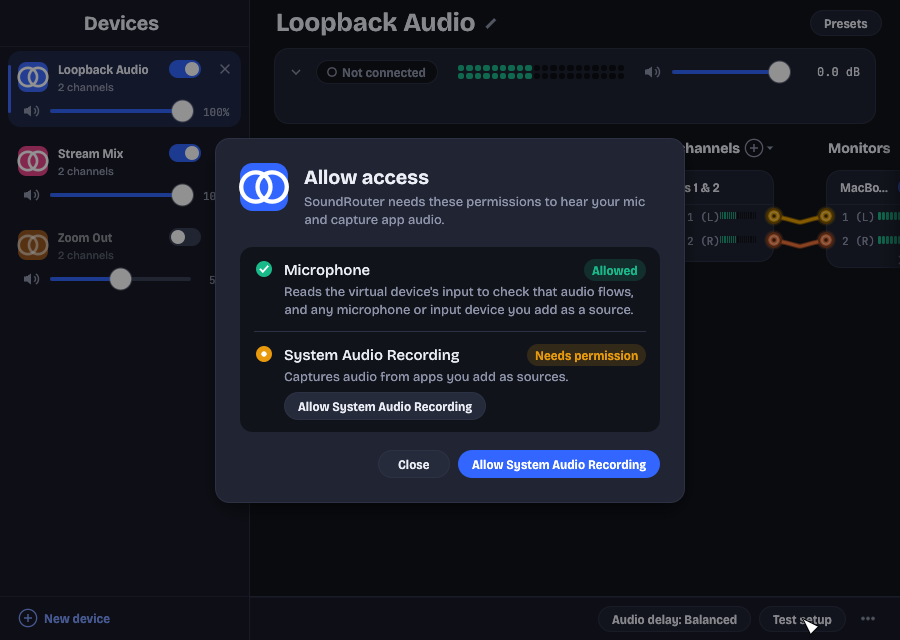 Devices
Loopback Audio
2 channels
100%
Stream Mix
2 channels
Zoom Out
2 channels
New device
Loopback Audio
Presets
Not connected
0.0 dB
Monitors
s 1 & 2
1 (L)
2 (R)
MacBo...
1 (L)
2 (R)
Allow access
SoundRouter needs these permissions to hear your mic
and capture app audio.
Microphone
Allowed
Reads the virtual device's input to check that audio flows,
and any microphone or input device you add as a source.
System Audio Recording
Needs permission
Captures audio from apps you add as sources.
Allow System Audio Recording
Close
Allow System Audio Recording
Audio delay: Balanced
Test setup